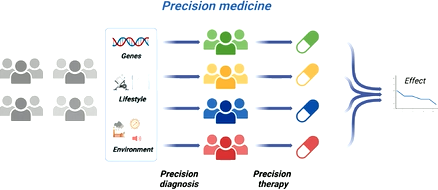 Precision medicine
Genes
Lifestyle
Environment
Effect
Precision
diagnosis
Precision
therapy